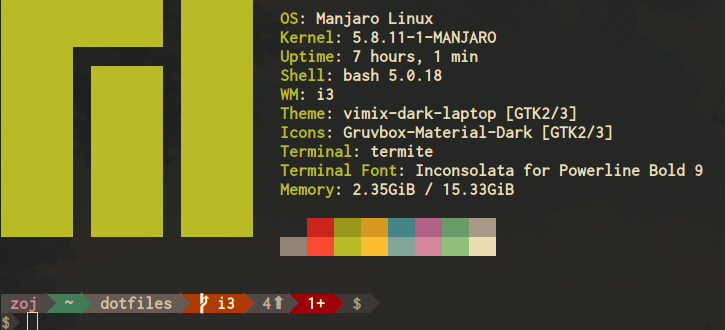 OS: Manjaro Linux
Kernel: 5.8.11-1-MANJARO
Uptime: 7 hours, 1 min
Shell: bash 5.0.18
WM: i3
Theme: vimix-dark-laptop [GTK2/3]
Icons: Gruvbox-Material-Dark [GTK2/3]
Terminal: termite
Terminal Font: Inconsolata for Powerline Bold 9
Memory: 2.35GiB / 15.33GiB
zoj ~ dotfiles i3 4⬆ 1+ $
$